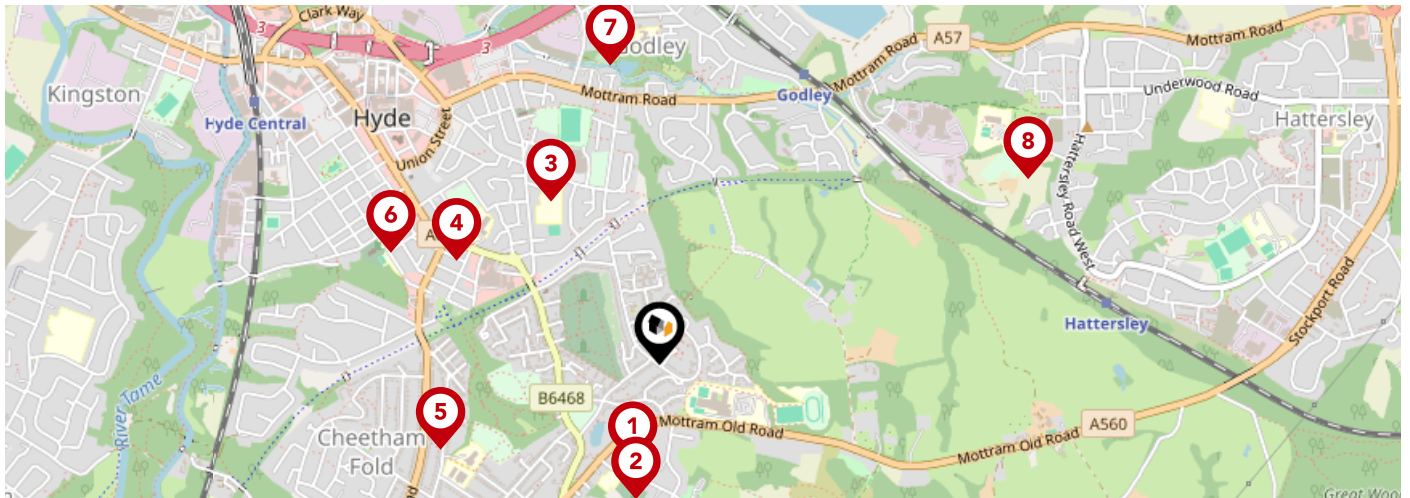 Clark Way
3
3
7
Godley
A57
Mottram Road
Mottram Road
Kingston
Mottram Road
Godley
Underwood Road
Hyde Central
Hyde
Union Street
Hattersley
3
8
Hattersley Road West
6
4
A
Stockport Road
Hattersley
River Tame
B6468
5
1
Mottram Old Road
A560
Cheetham
Fold
2
Mottram Old Road